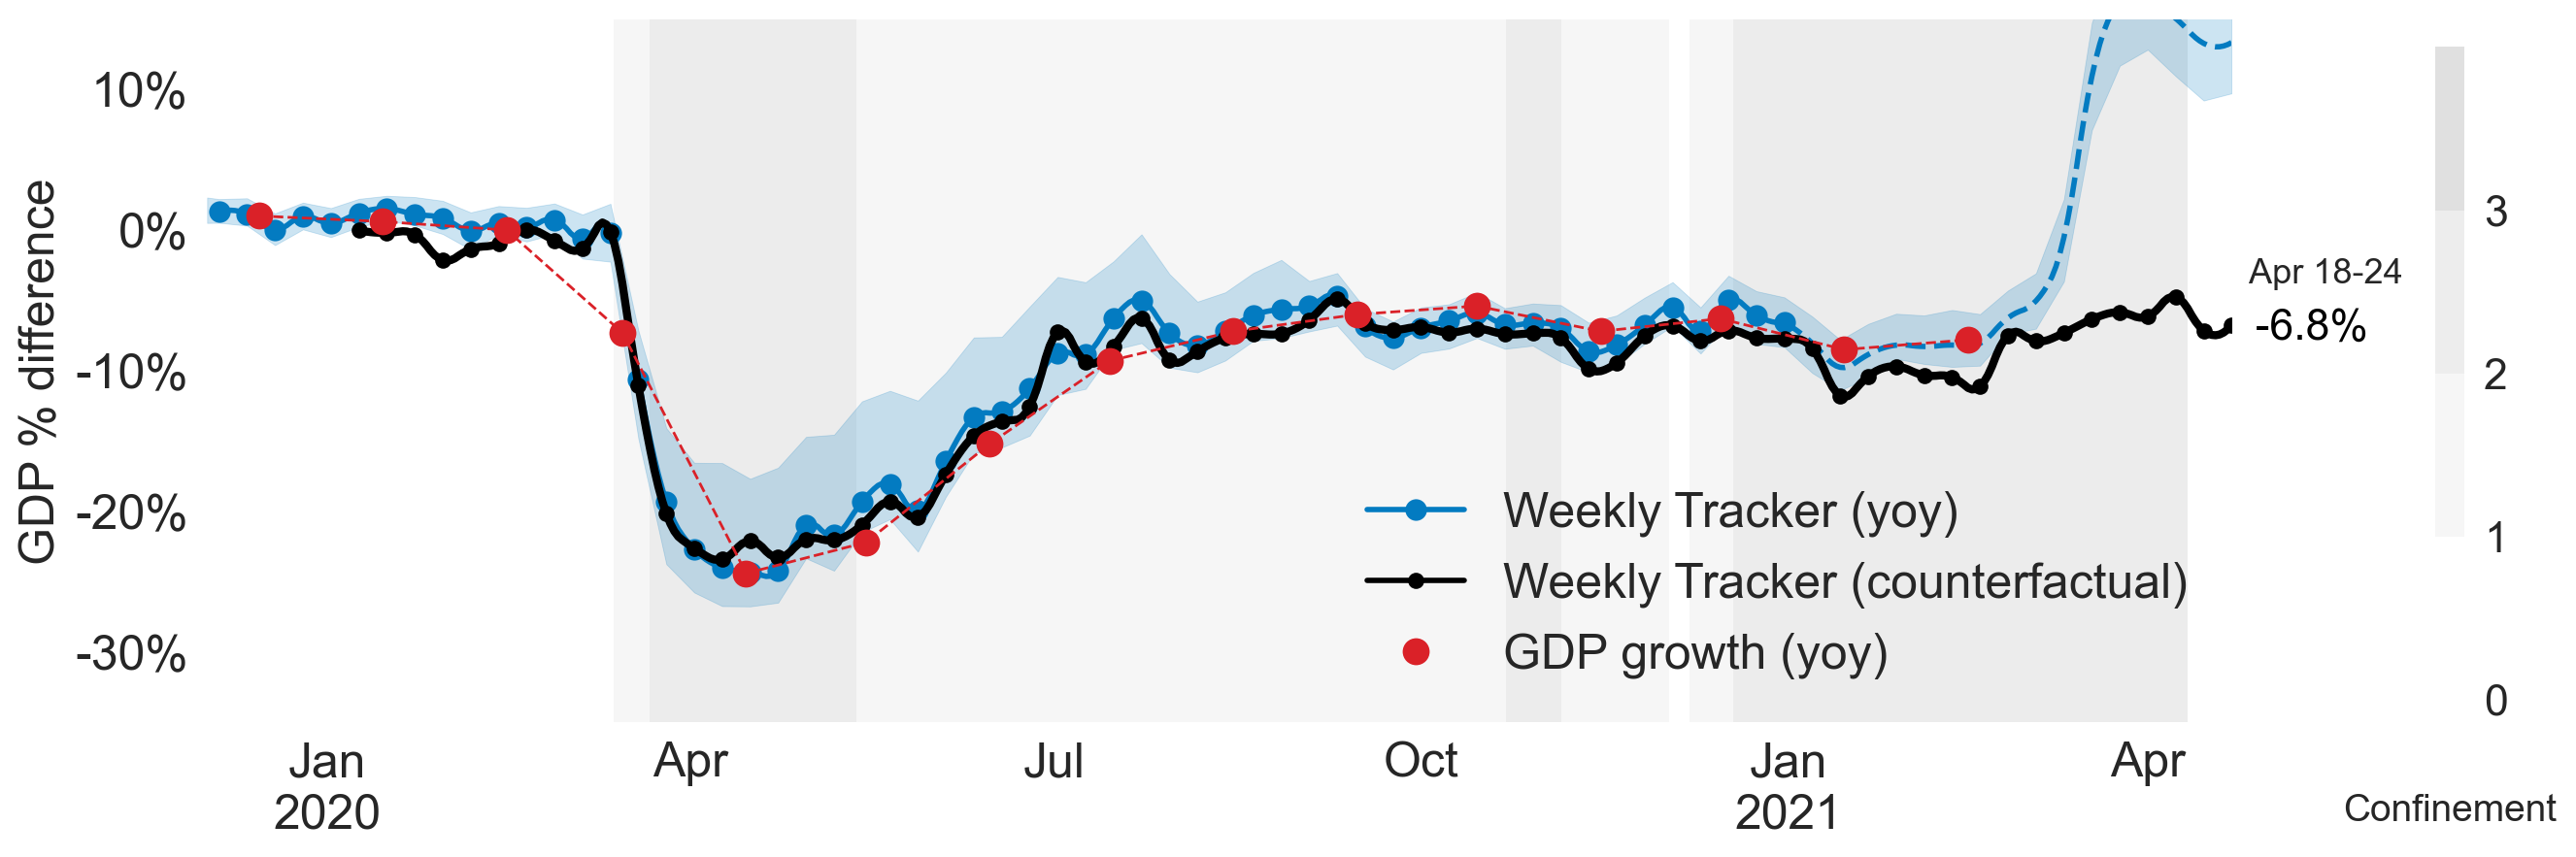 GDP % difference
10%
0%
-10%
-20%
-30%
Jan
2020
Apr
Jul
Oct
Jan
2021
Apr
Weekly Tracker (yoy)
Weekly Tracker (counterfactual)
GDP growth (yoy)
Apr 18-24
-6.8%
3
2
1
0
Confinement